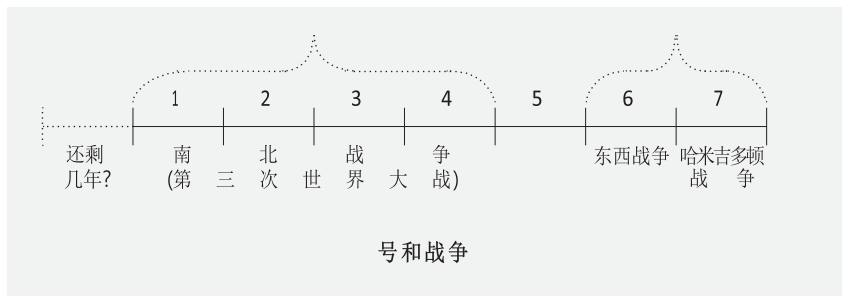 1 2 3 4 5 6 7
还剩 南 北 战 争 东西战争 哈米吉多顿
几年? (第 三 次 世 界 大 战) 战 争
号和战争